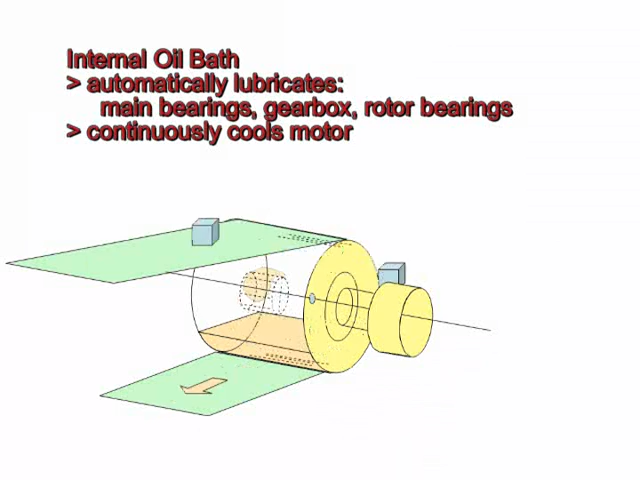 Internal Oil Bath
> automatically lubricates:
main bearings, gearbox, rotor bearings
> continuously cools motor